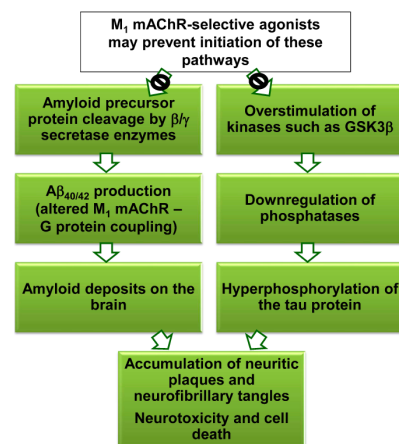 M₁ mAChR-selective agonists
may prevent initiation of these
pathways
Amyloid precursor
protein cleavage by β/γ
secretase enzymes
Overstimulation of
kinases such as GSK3β
Aβ₄₀/₄₂ production
(altered M₁ mAChR –
G protein coupling)
Downregulation of
phosphatases
Amyloid deposits on the
brain
Hyperphosphorylation of
the tau protein
Accumulation of neuritic
plaques and
neurofibrillary tangles
Neurotoxicity and cell
death